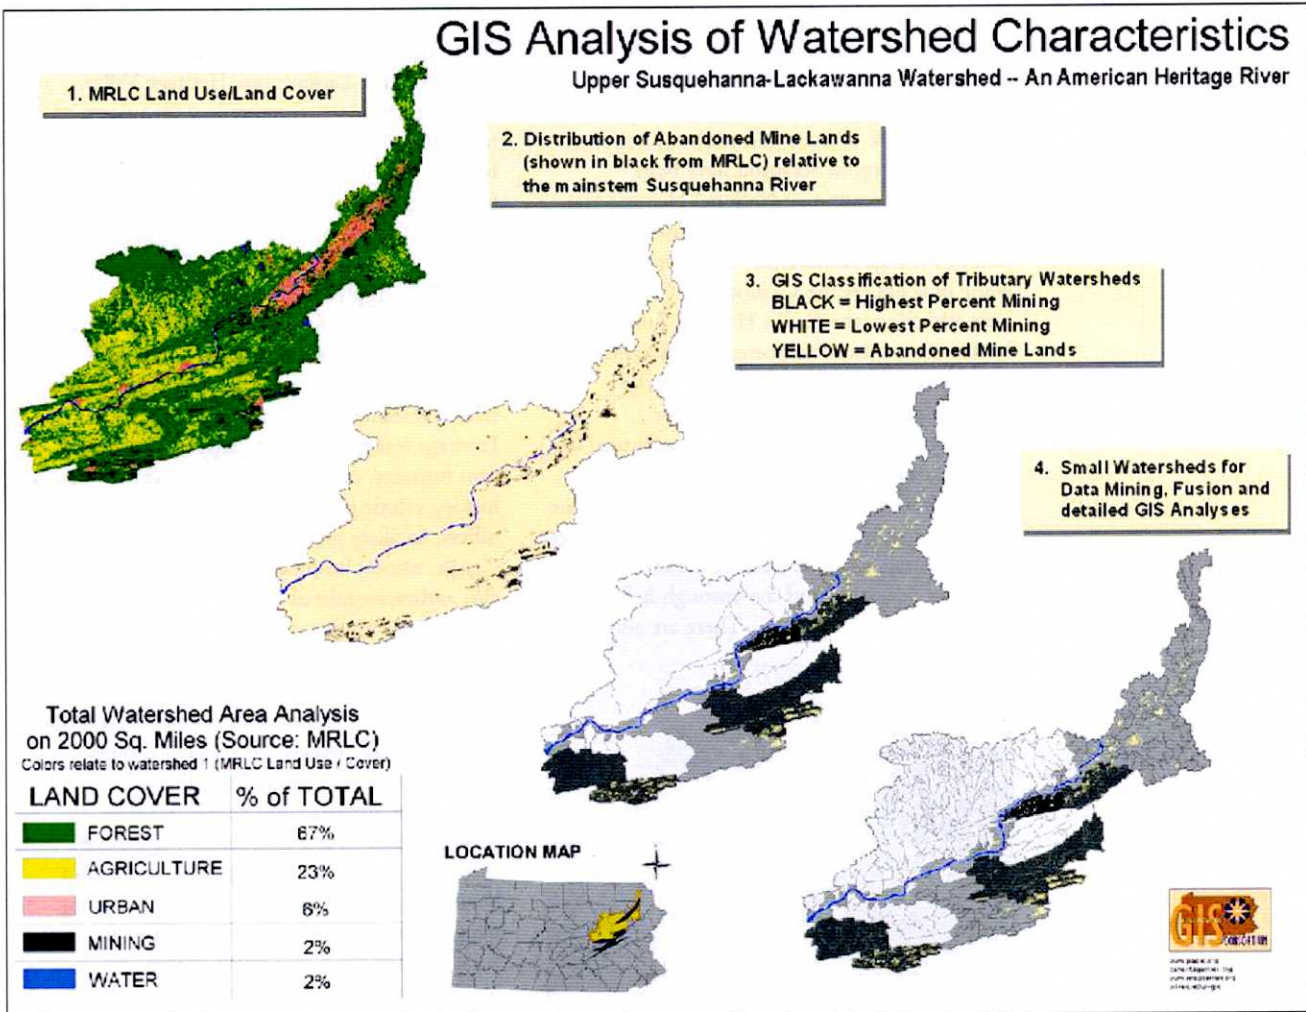 GIS Analysis of Watershed Characteristics
Upper Susquehanna-Lackawanna Watershed -- An American Heritage River
1. MRLC Land Use/Land Cover
2. Distribution of Abandoned Mine Lands
(shown in black from MRLC) relative to
the mainstem Susquehanna River
3. GIS Classification of Tributary Watersheds
BLACK = Highest Percent Mining
WHITE = Lowest Percent Mining
YELLOW = Abandoned Mine Lands
4. Small Watersheds for
Data Mining, Fusion and
detailed GIS Analyses
Total Watershed Area Analysis
on 2000 Sq. Miles (Source: MRLC)
Colors relate to watershed 1 (MRLC Land Use / Cover)
LAND COVER % of TOTAL
FOREST 67%
AGRICULTURE 23%
URBAN 6%
MINING 2%
WATER 2%
LOCATION MAP
GIS
CONSORTIUM